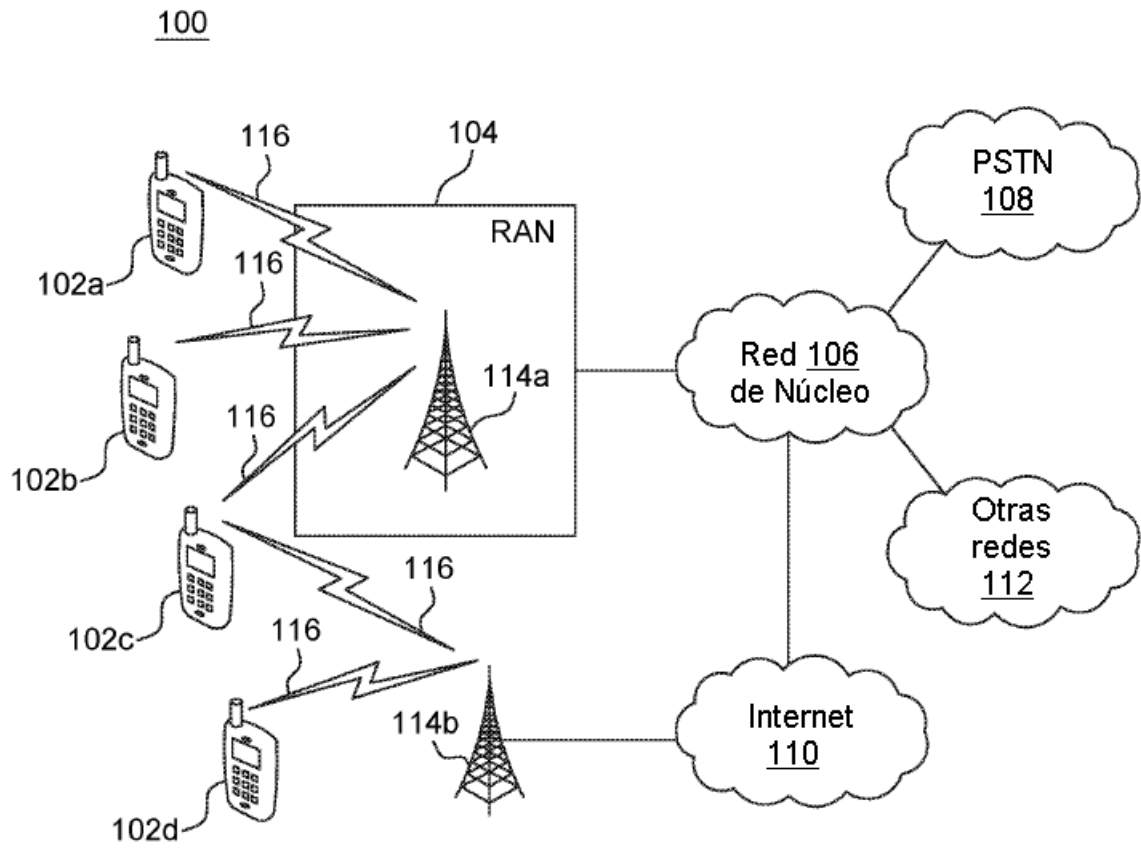 100
116
104
RAN
PSTN
108
102a
116
114a
Red 106
de Núcleo
102b
116
Otras
redes
112
102c
116
116
Internet
110
114b
102d